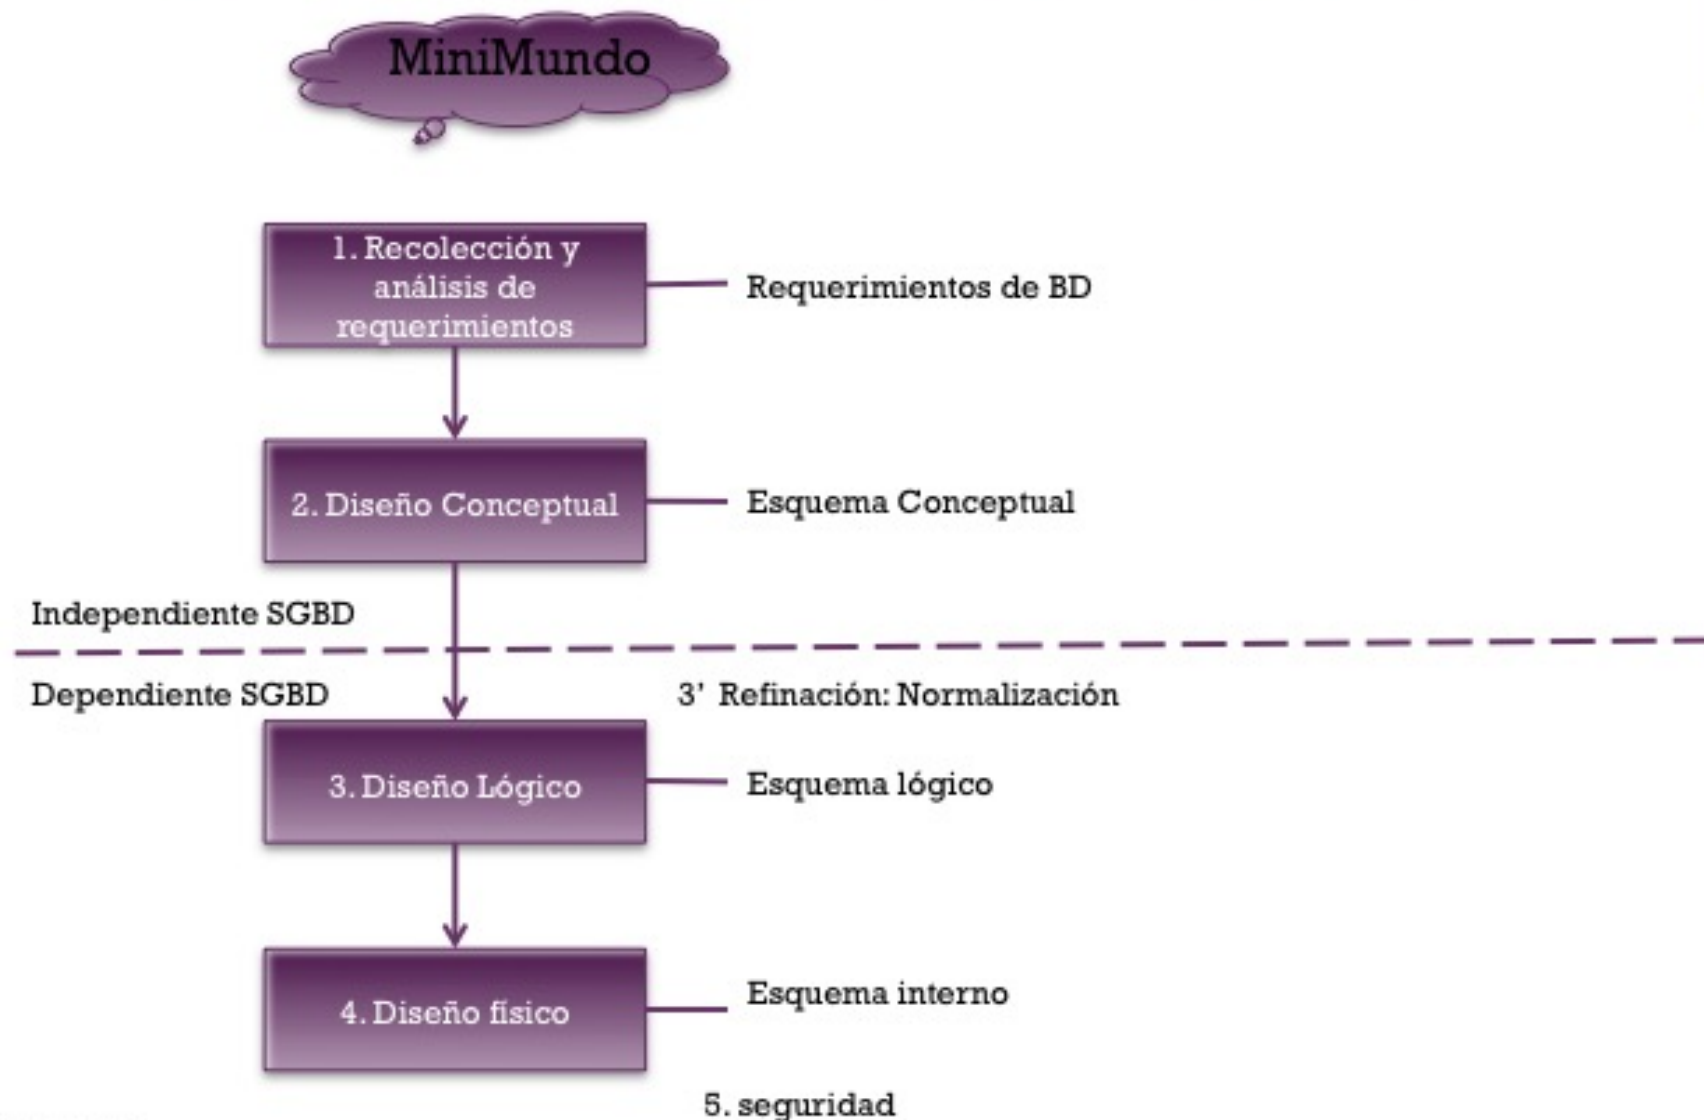 MiniMundo
1. Recolección y
análisis de
requerimientos
Requerimientos de BD
2. Diseño Conceptual
Esquema Conceptual
Independiente SGBD
Dependiente SGBD
3’ Refinación: Normalización
3. Diseño Lógico
Esquema lógico
4. Diseño físico
Esquema interno
5. seguridad